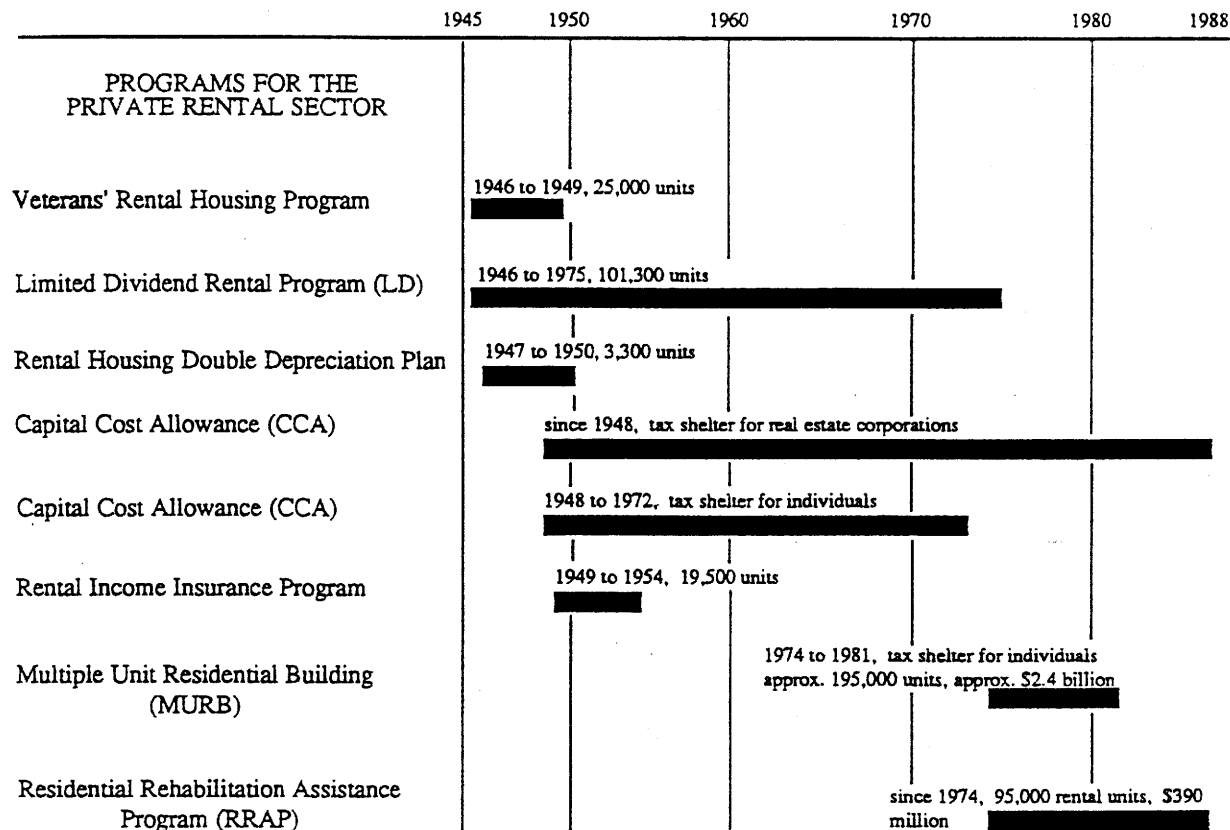 1945 1950 1960 1970 1980 1988
PROGRAMS FOR THE
PRIVATE RENTAL SECTOR
Veterans' Rental Housing Program
1946 to 1949, 25,000 units
Limited Dividend Rental Program (LD)
1946 to 1975, 101,300 units
Rental Housing Double Depreciation Plan
1947 to 1950, 3,300 units
Capital Cost Allowance (CCA)
since 1948, tax shelter for real estate corporations
Capital Cost Allowance (CCA)
1948 to 1972, tax shelter for individuals
Rental Income Insurance Program
1949 to 1954, 19,500 units
Multiple Unit Residential Building
(MURB)
1974 to 1981, tax shelter for individuals
approx. 195,000 units, approx. $2.4 billion
Residential Rehabilitation Assistance
Program (RRAP)
since 1974, 95,000 rental units, $390
million